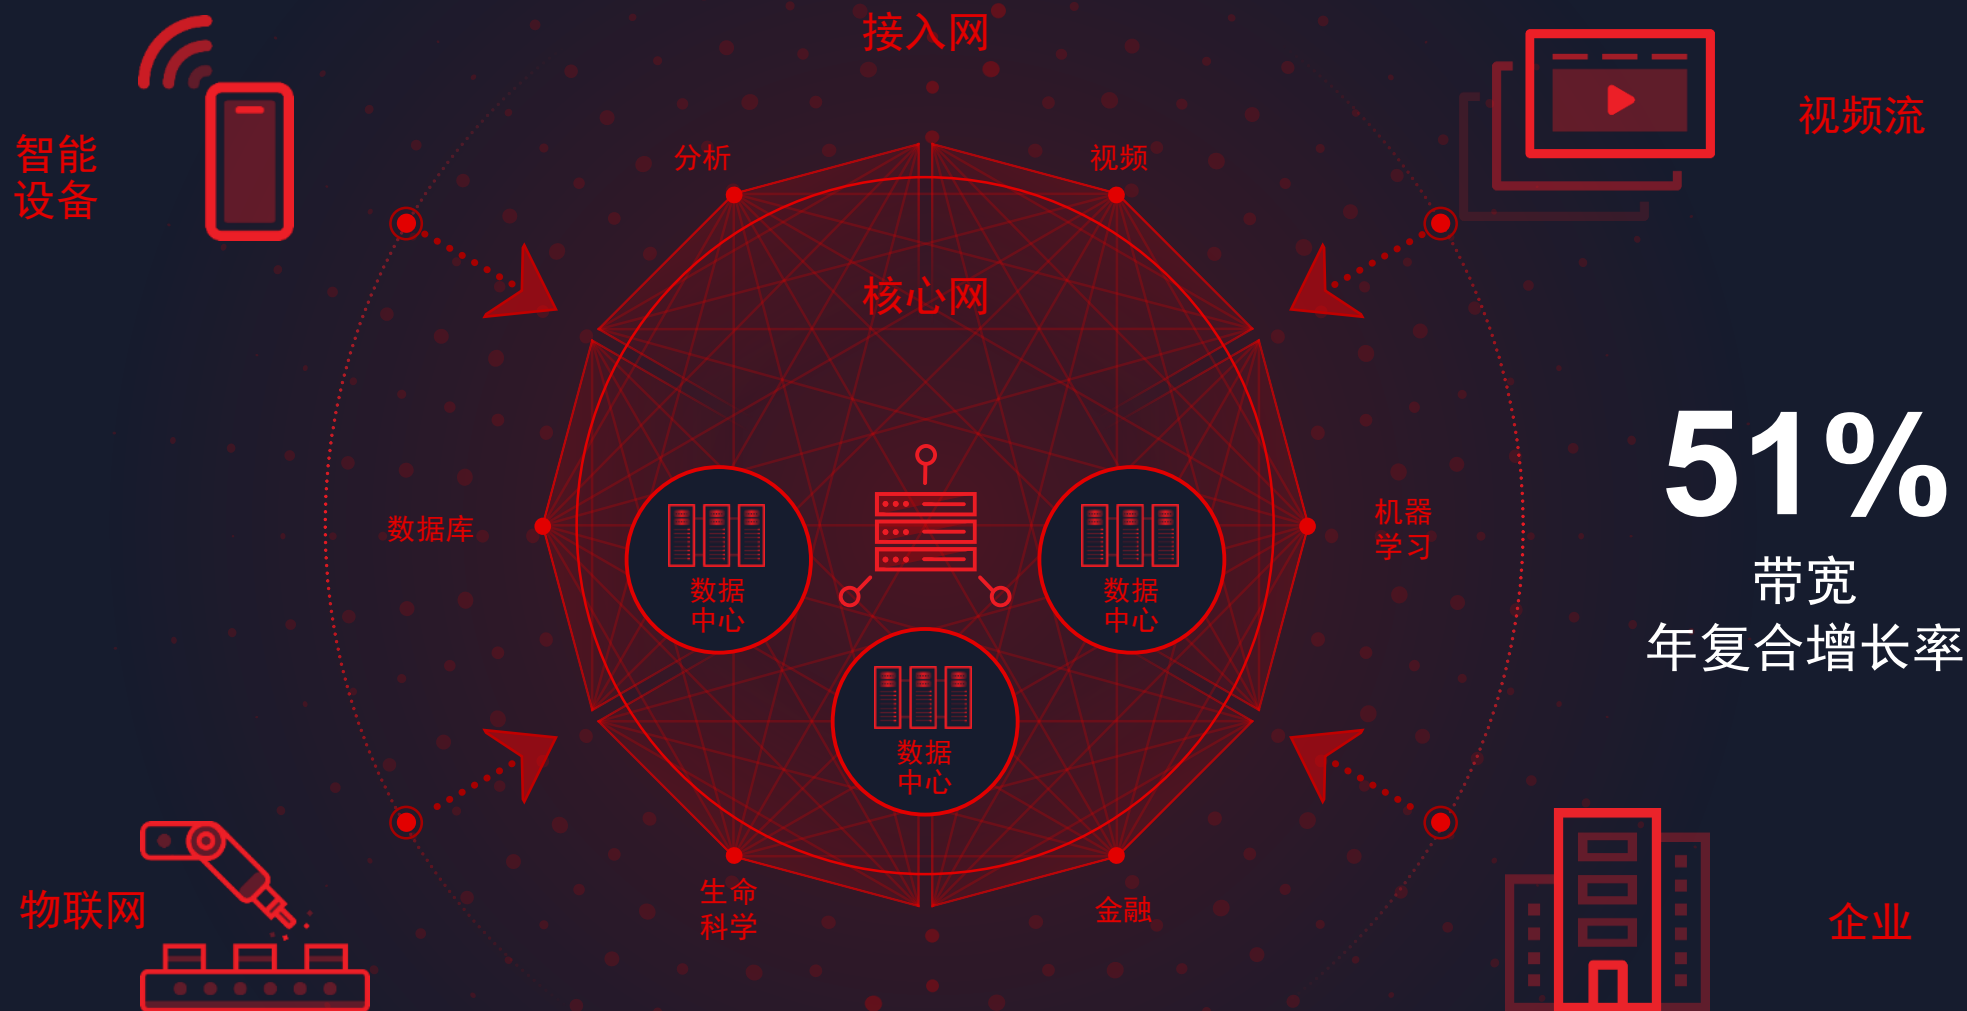 接入网
智能
设备
视频流
分析
视频
核心网
51%
带宽
年复合增长率
数据库
机器
学习
数据
中心
数据
中心
数据
中心
生命
科学
金融
物联网
企业